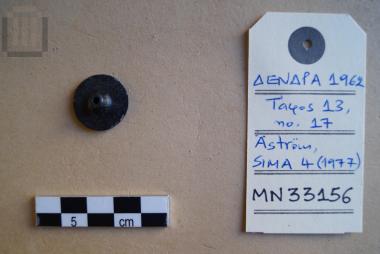 ΔΕΝΔΡΑ 1962
Ταφος 13,
no. 17
Åström,
SIMA 4 (1977)
MN33156
5 cm